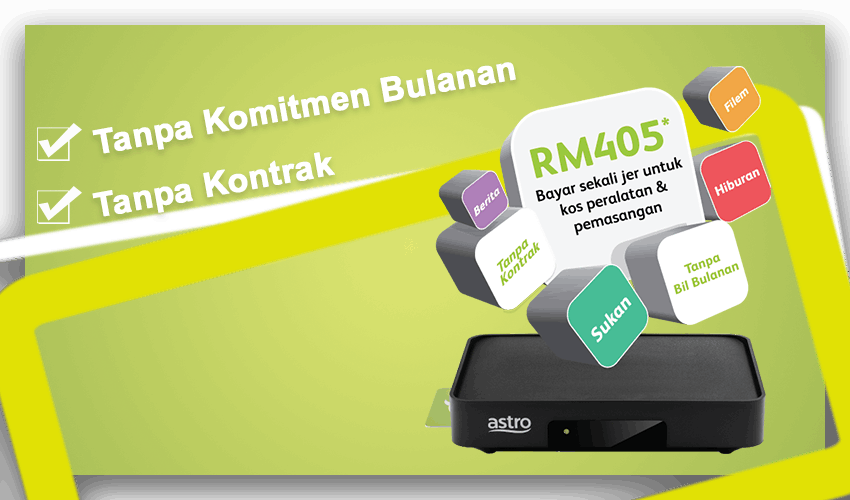 Tanpa Komitmen Bulanan
Tanpa Kontrak
RM405*
Bayar sekali jer untuk
kos peralatan &
pemasangan
Filem
Hiburan
Berita
Tanpa
Kontrak
Tanpa
Bil Bulanan
Sukan
astro